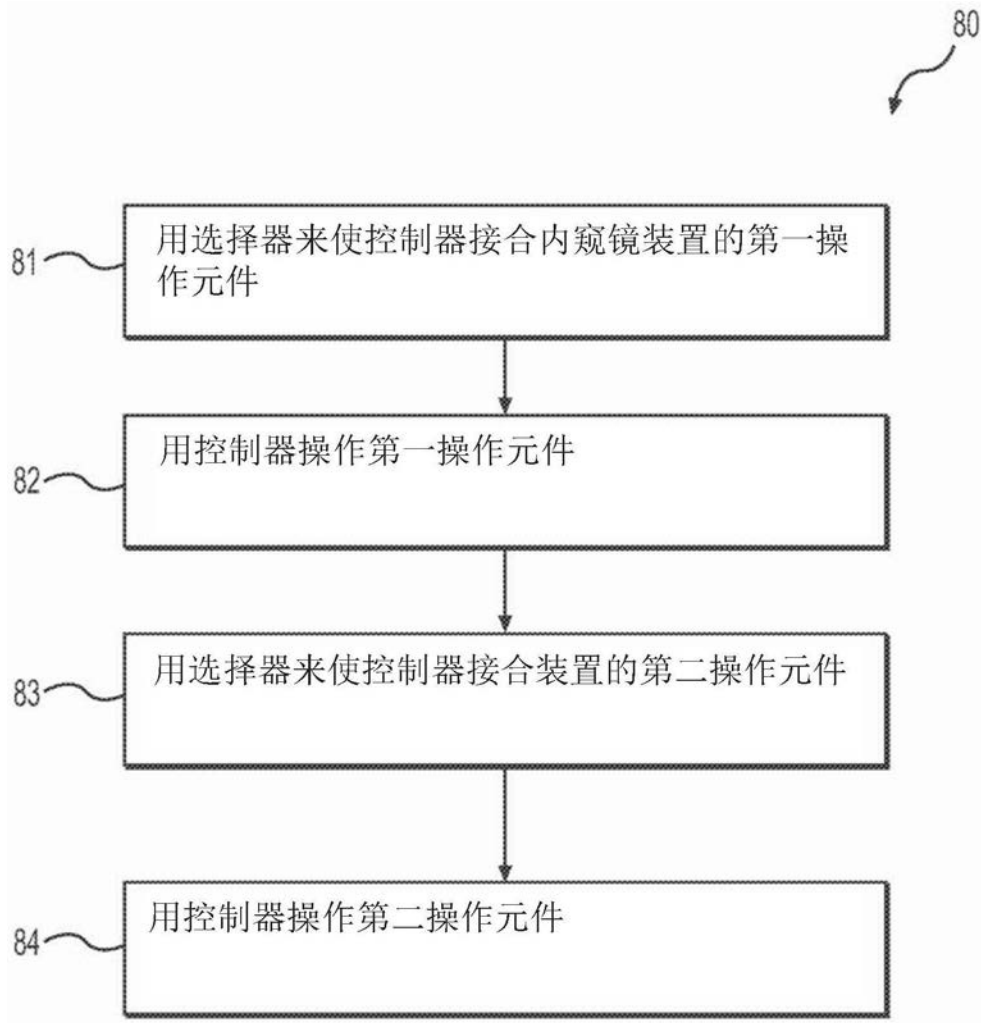 80
81
用选择器来使控制器接合内窥镜装置的第一操
作元件
82
用控制器操作第一操作元件
83
用选择器来使控制器接合装置的第二操作元件
84
用控制器操作第二操作元件